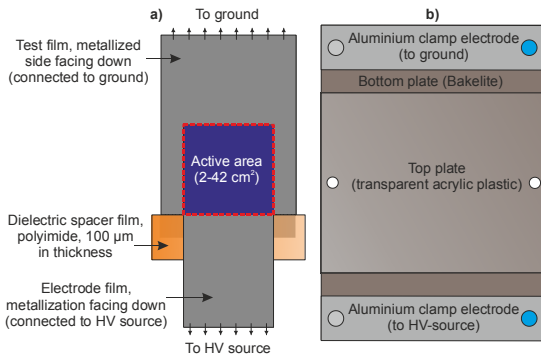 a)
To ground
Test film, metallized
side facing down
(connected to ground)
Active area
(2-42 cm²)
Dielectric spacer film,
polyimide, 100 µm
in thickness
Electrode film,
metallization facing down
(connected to HV source)
To HV source
b)
Aluminium clamp electrode
(to ground)
Bottom plate (Bakelite)
Top plate
(transparent acrylic plastic)
Aluminium clamp electrode
(to HV-source)